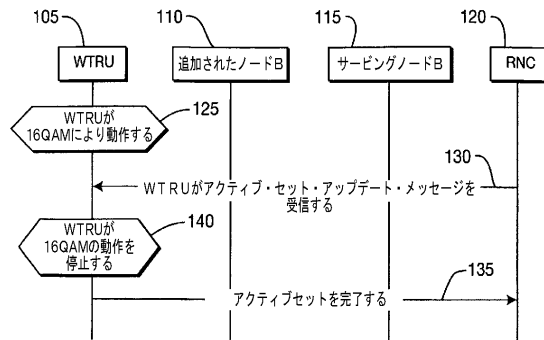 105
110
115
120
WTRU
追加されたノードB
サービングノードB
RNC
125
WTRUが
16QAMにより動作する
130
WTRUがアクティブ・セット・アップデート・メッセージを
受信する
140
WTRUが
16QAMの動作を
停止する
135
アクティブセットを完了する